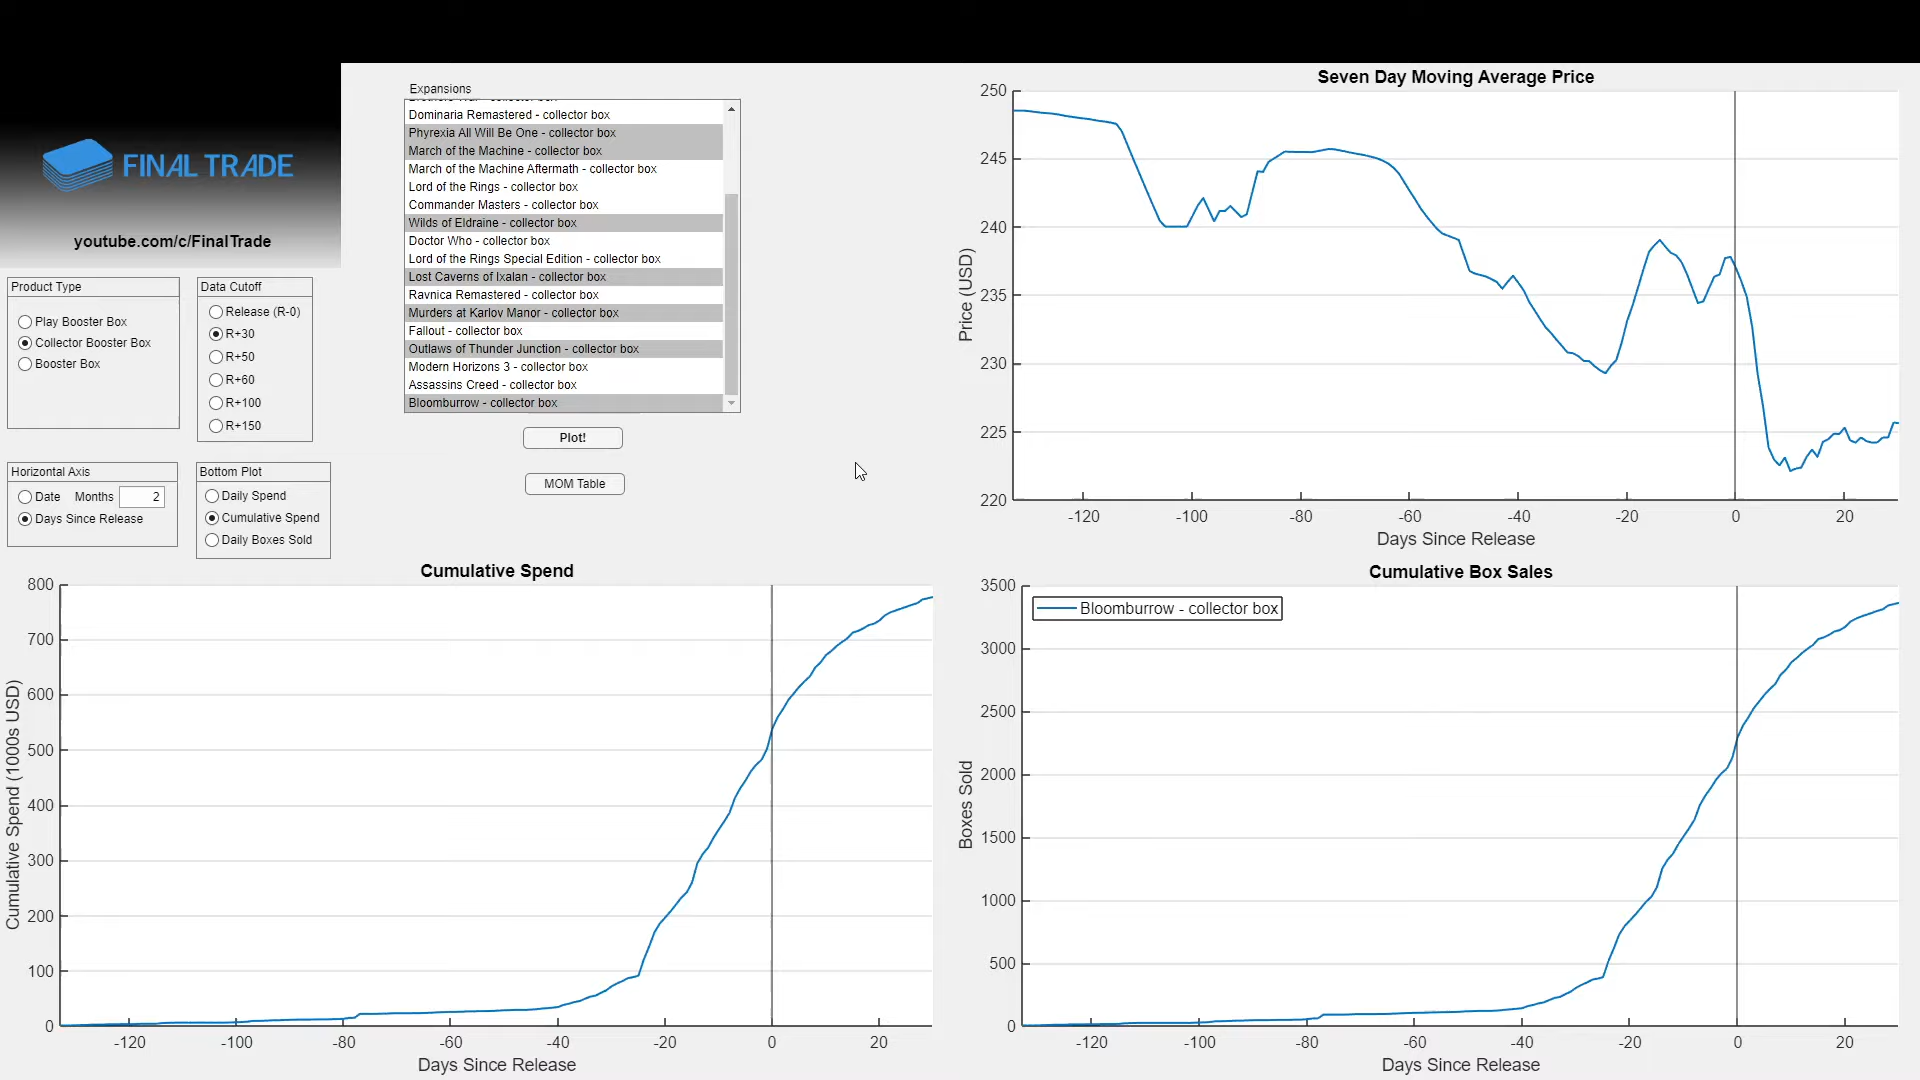 FINAL TRADE
youtube.com/c/FinalTrade
Product Type
Play Booster Box
Collector Booster Box
Booster Box
Data Cutoff
Release (R-0)
R+30
R+50
R+60
R+100
R+150
Horizontal Axis
Date Months 2
Days Since Release
Bottom Plot
Daily Spend
Cumulative Spend
Daily Boxes Sold
Expansions
Dominaria Remastered - collector box
Phyrexia All Will Be One - collector box
March of the Machine - collector box
March of the Machine Aftermath - collector box
Lord of the Rings - collector box
Commander Masters - collector box
Wilds of Eldraine - collector box
Doctor Who - collector box
Lord of the Rings Special Edition - collector box
Lost Caverns of Ixalan - collector box
Ravnica Remastered - collector box
Murders at Karlov Manor - collector box
Fallout - collector box
Outlaws of Thunder Junction - collector box
Modern Horizons 3 - collector box
Assassins Creed - collector box
Bloomburrow - collector box
Plot!
MOM Table
Seven Day Moving Average Price
Price (USD)
250
245
240
235
230
225
220
-120 -100 -80 -60 -40 -20 0 20
Days Since Release
Cumulative Spend
Cumulative Spend (1000s USD)
800
700
600
500
400
300
200
100
0
-120 -100 -80 -60 -40 -20 0 20
Days Since Release
Cumulative Box Sales
Bloomburrow - collector box
Boxes Sold
3500
3000
2500
2000
1500
1000
500
0
-120 -100 -80 -60 -40 -20 0 20
Days Since Release